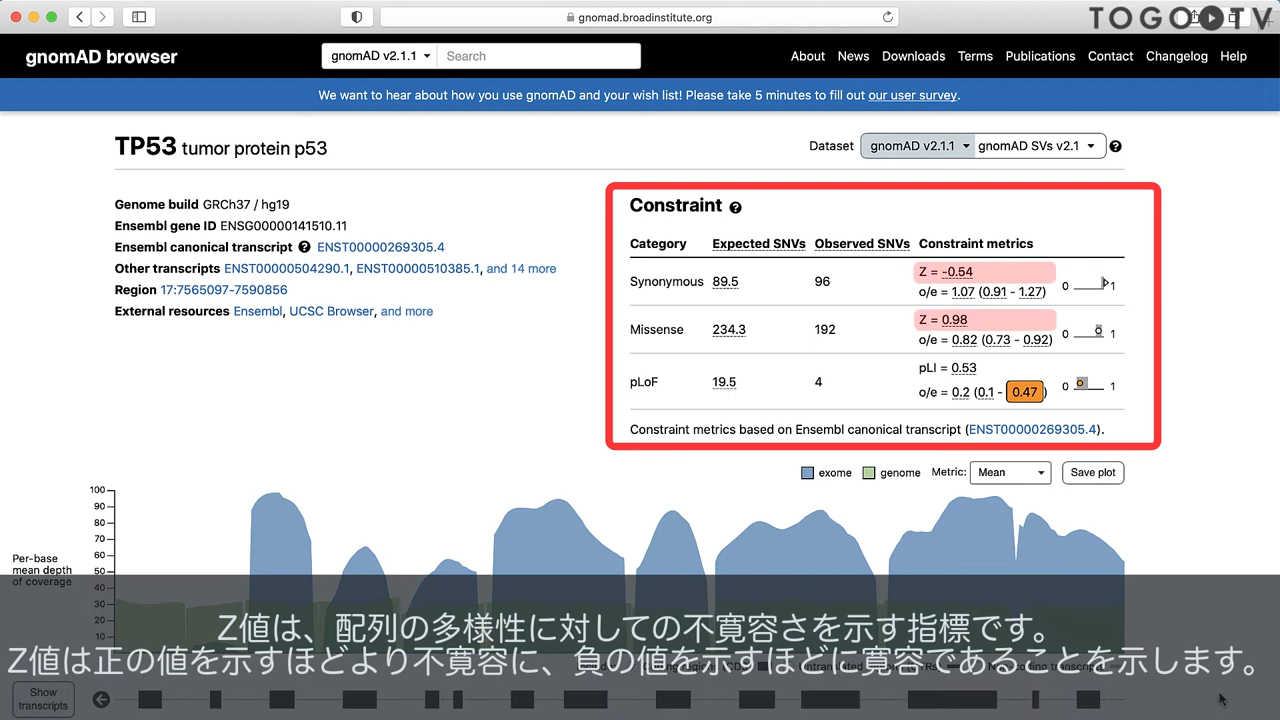 gnomad.broadinstitute.org
TOGO TV
gnomAD browser
gnomAD v2.1.1
Search
About News Downloads Terms Publications Contact Changelog Help
We want to hear about how you use gnomAD and your wish list! Please take 5 minutes to fill out our user survey.
TP53 tumor protein p53
Dataset gnomAD v2.1.1 gnomAD SVs v2.1 ?
Genome build GRCh37 / hg19
Ensembl gene ID ENSG00000141510.11
Ensembl canonical transcript ? ENST00000269305.4
Other transcripts ENST00000504290.1, ENST00000510385.1, and 14 more
Region 17:7565097-7590856
External resources Ensembl, UCSC Browser, and more
Constraint ?
Category Expected SNVs Observed SNVs Constraint metrics
Synonymous 89.5 96 Z = -0.54
o/e = 1.07 (0.91 - 1.27) 0 1
Missense 234.3 192 Z = 0.98
o/e = 0.82 (0.73 - 0.92) 0 1
pLoF 19.5 4 pLI = 0.53
o/e = 0.2 (0.1 - 0.47) 0 1
Constraint metrics based on Ensembl canonical transcript (ENST00000269305.4).
exome genome Metric: Mean Save plot
100
90
80
70
60
50
40
30
20
10
Per-base
mean depth
of coverage
Z値は、配列の多様性に対しての不寛容さを示す指標です。
Z値は正の値を示すほどより不寛容に、負の値を示すほどに寛容であることを示します。
Show
transcripts